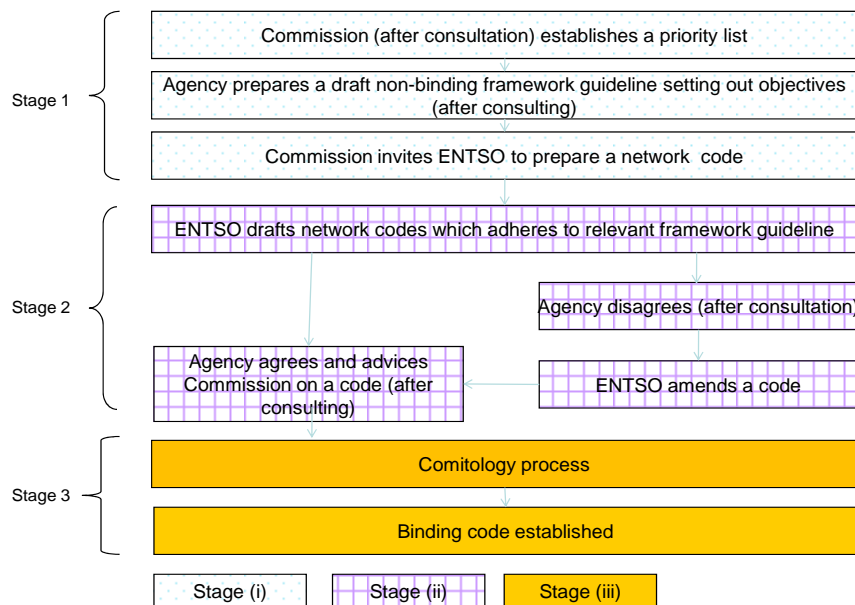 Commission (after consultation) establishes a priority list
Stage 1
Agency prepares a draft non-binding framework guideline setting out objectives
(after consulting)
Commission invites ENTSO to prepare a network code
ENTSO drafts network codes which adheres to relevant framework guideline
Stage 2
Agency disagrees (after consultation)
Agency agrees and advices
Commission on a code (after
consulting)
ENTSO amends a code
Stage 3
Comitology process
Binding code established
Stage (i)
Stage (ii)
Stage (iii)